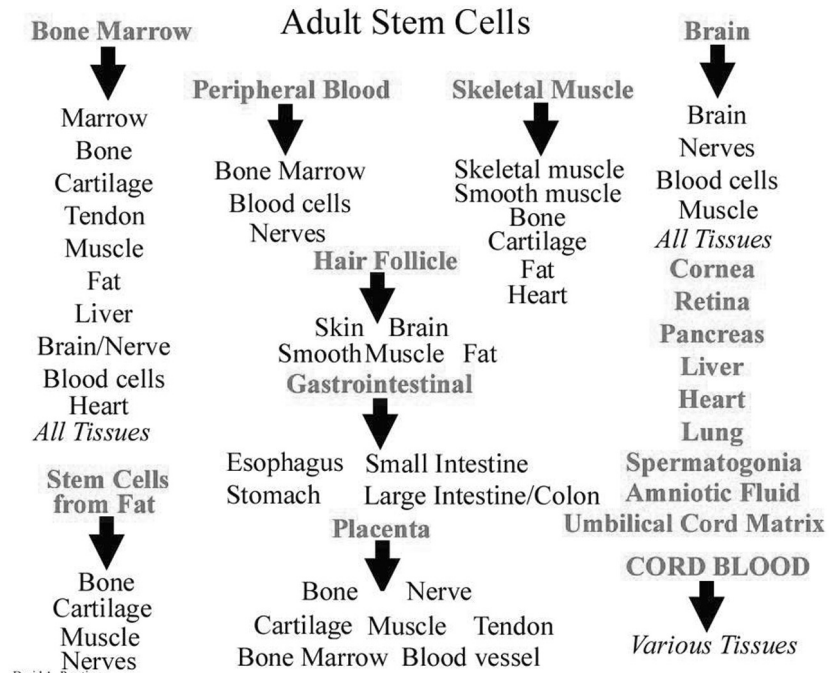 Adult Stem Cells
Bone Marrow
Marrow
Bone
Cartilage
Tendon
Muscle
Fat
Liver
Brain/Nerve
Blood cells
Heart
All Tissues
Stem Cells
from Fat
Bone
Cartilage
Muscle
Nerves
Peripheral Blood
Bone Marrow
Blood cells
Nerves
Hair Follicle
Skin Brain
Smooth Muscle Fat
Gastrointestinal
Esophagus Small Intestine
Stomach Large Intestine/Colon
Placenta
Bone Nerve
Cartilage Muscle Tendon
Bone Marrow Blood vessel
Skeletal Muscle
Skeletal muscle
Smooth muscle
Bone
Cartilage
Fat
Heart
Brain
Brain
Nerves
Blood cells
Muscle
All Tissues
Cornea
Retina
Pancreas
Liver
Heart
Lung
Spermatogonia
Amniotic Fluid
Umbilical Cord Matrix
CORD BLOOD
Various Tissues